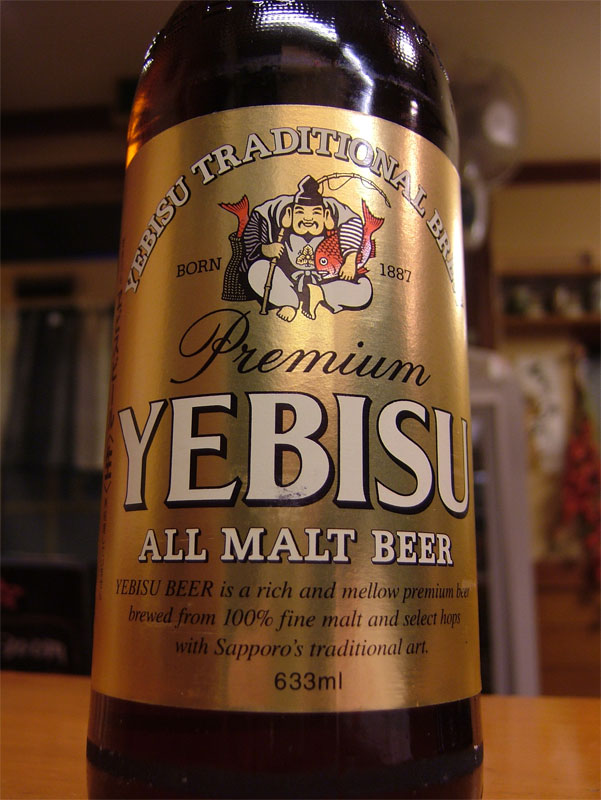 YEBISU TRADITIONAL
BORN 1887
Premium
YEBISU
ALL MALT BEER
YEBISU BEER is a rich and mellow premium beer
brewed from 100% fine malt and select hops
with Sapporo's traditional art.
633ml